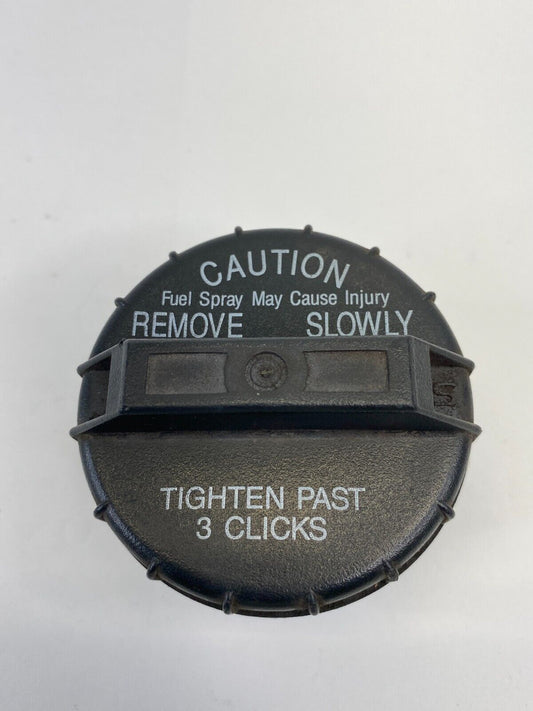 CAUTION
Fuel Spray May Cause Injury
REMOVE SLOWLY
TIGHTEN PAST
3 CLICKS